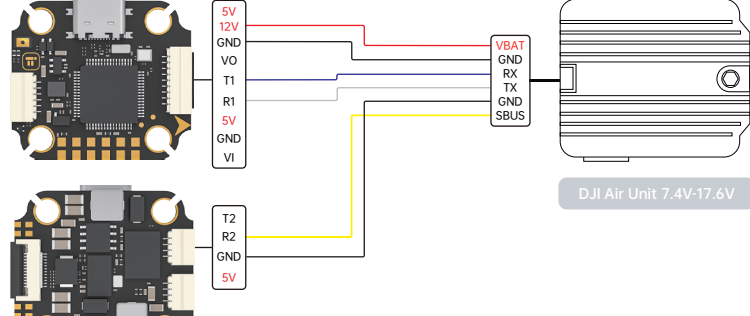 5V
12V
GND
VO
T1
R1
5V
GND
VI
VBAT
GND
RX
TX
GND
SBUS
DJI Air Unit 7.4V-17.6V
T2
R2
GND
5V